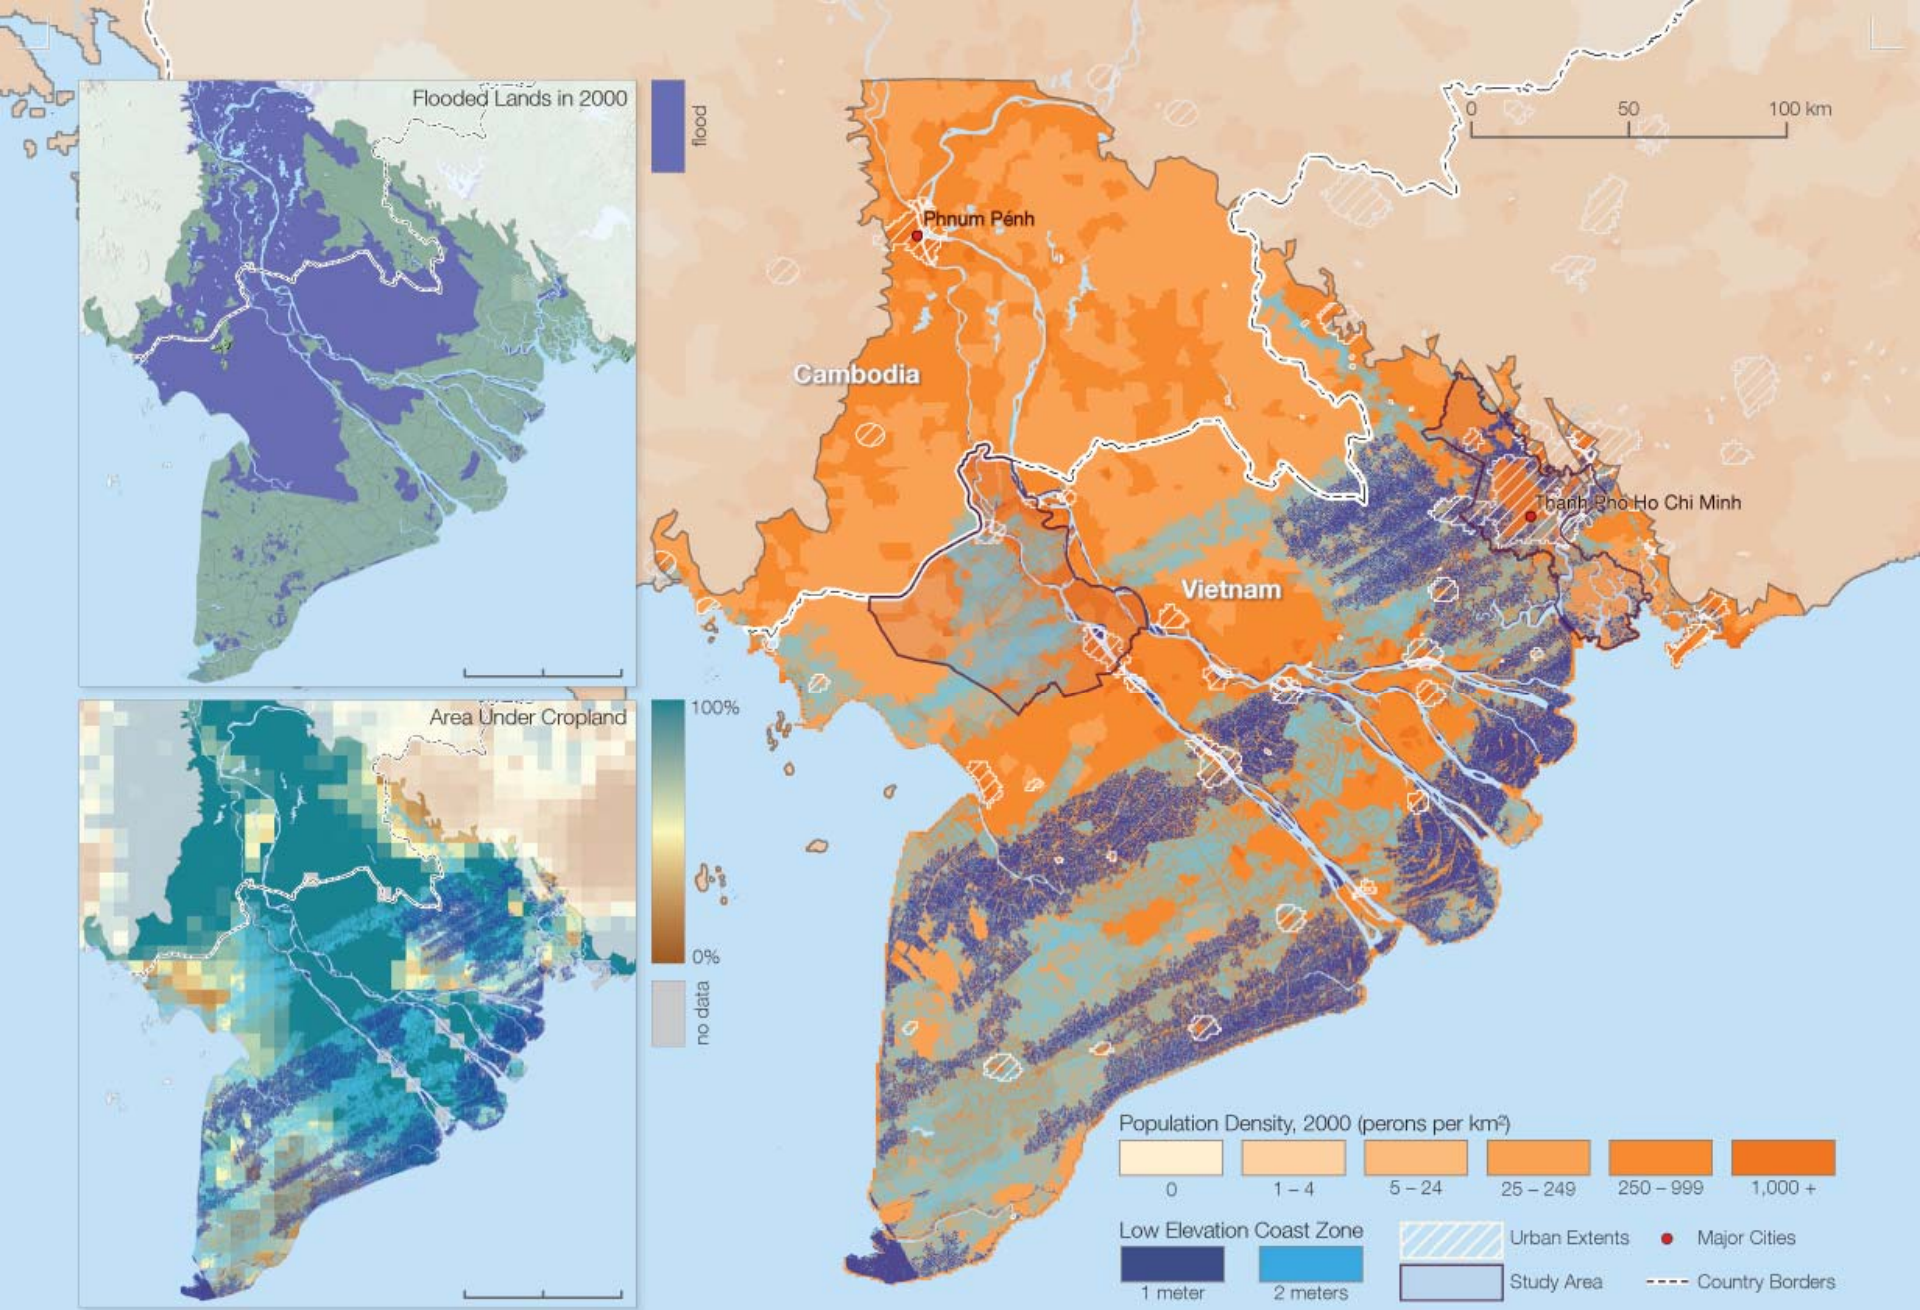 Flooded Lands in 2000
flood
0 50 100 km
Phnum Pénh
Cambodia
Thanh Pho Ho Chi Minh
Vietnam
Area Under Cropland
100%
0%
no data
Population Density, 2000 (perons per km²)
0 1 – 4 5 – 24 25 – 249 250 – 999 1,000 +
Low Elevation Coast Zone
1 meter 2 meters
Urban Extents
Major Cities
Study Area
Country Borders